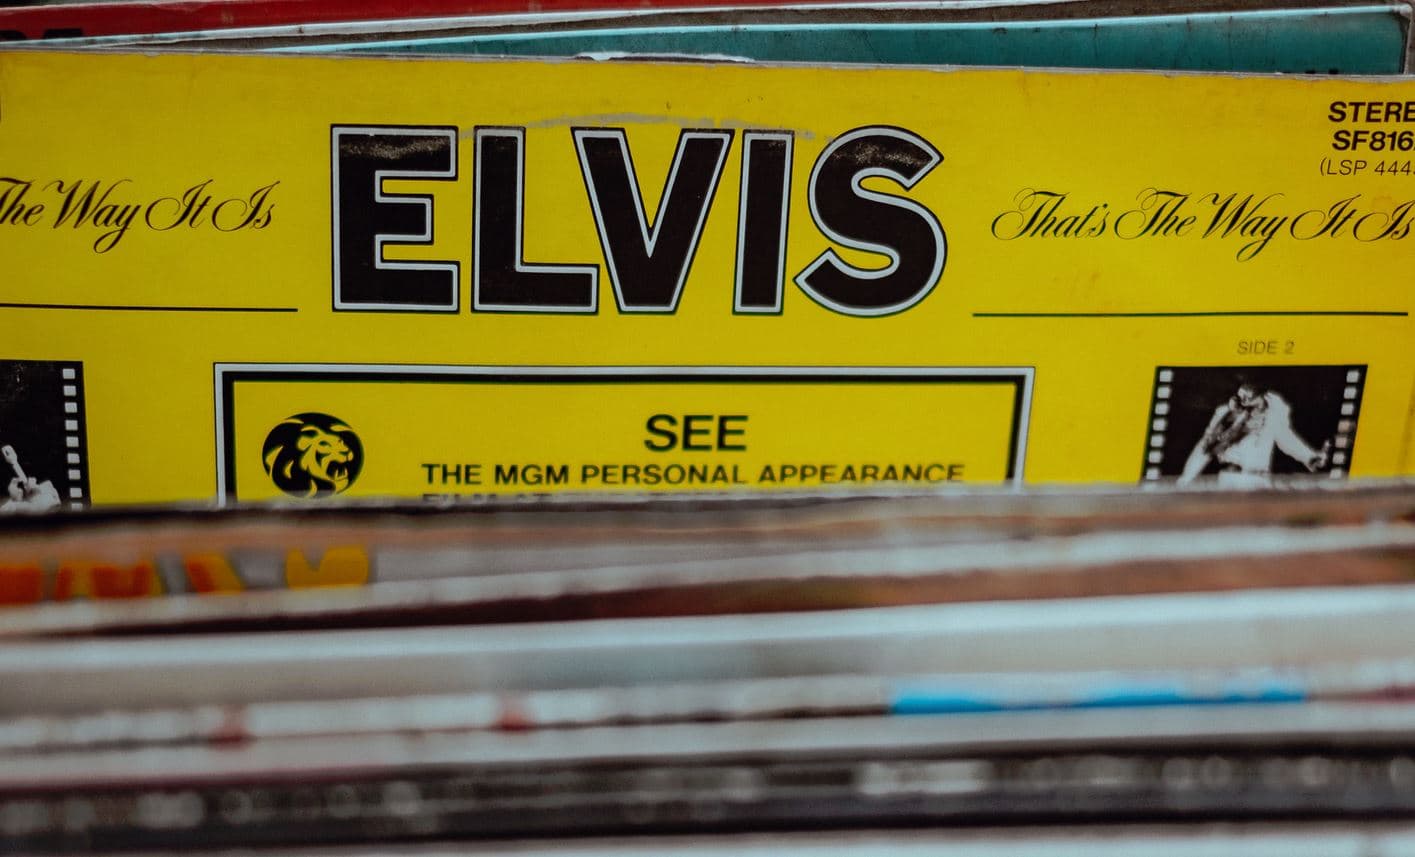 STERE
SF816
(LSP 444
The Way It Is
ELVIS
That's The Way It Is
SIDE 2
SEE
THE MGM PERSONAL APPEARANCE